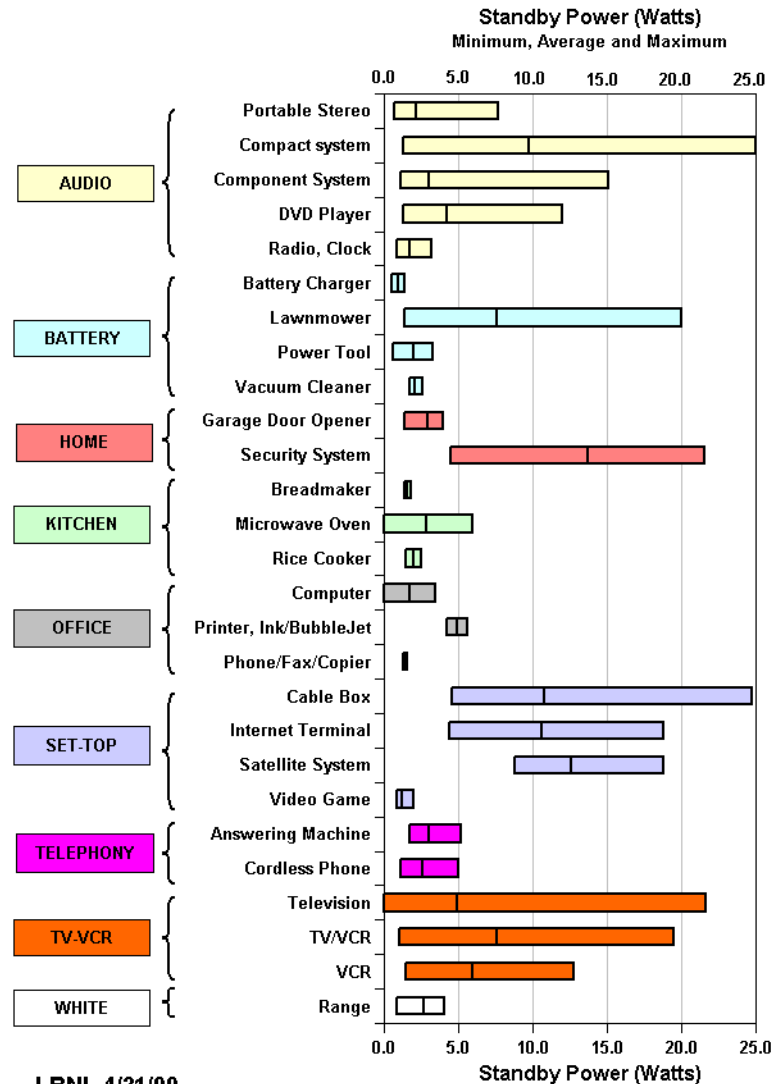 Standby Power (Watts)
Minimum, Average and Maximum
0.0 5.0 10.0 15.0 20.0 25.0
AUDIO
Portable Stereo
Compact system
Component System
DVD Player
Radio, Clock
BATTERY
Battery Charger
Lawnmower
Power Tool
Vacuum Cleaner
HOME
Garage Door Opener
Security System
KITCHEN
Breadmaker
Microwave Oven
Rice Cooker
OFFICE
Computer
Printer, Ink/BubbleJet
Phone/Fax/Copier
SET-TOP
Cable Box
Internet Terminal
Satellite System
Video Game
TELEPHONY
Answering Machine
Cordless Phone
TV-VCR
Television
TV/VCR
VCR
WHITE
Range
0.0 5.0 10.0 15.0 20.0 25.0
Standby Power (Watts)
LBNL